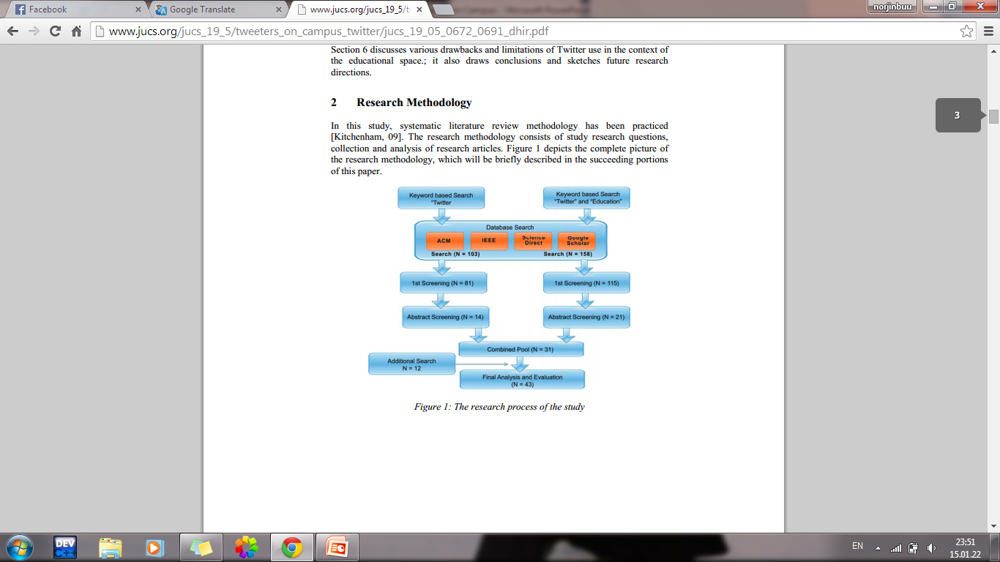 Facebook
Google Translate
www.jucs.org/jucs_19_5/t
norjinbuu
www.jucs.org/jucs_19_5/tweeters_on_campus_twitter/jucs_19_05_0672_0691_dhir.pdf
Section 6 discusses various drawbacks and limitations of Twitter use in the context of
the educational space.; it also draws conclusions and sketches future research
directions.
2 Research Methodology
In this study, systematic literature review methodology has been practiced
[Kitchenham, 09]. The research methodology consists of study research questions,
collection and analysis of research articles. Figure 1 depicts the complete picture of
the research methodology, which will be briefly described in the succeeding portions
of this paper.
3
Keyword based Search
"Twitter
Keyword based Search
"Twitter" and "Education"
Database Search
ACM
IEEE
Science
Direct
Google
Scholar
Search (N = 103)
Search (N = 158)
1st Screening (N = 81)
1st Screening (N = 115)
Abstract Screening (N = 14)
Abstract Screening (N = 21)
Combined Pool (N = 31)
Additional Search
N = 12
Final Analysis and Evaluation
(N = 43)
Figure 1: The research process of the study
DEV
C++
EN
23:51
15.01.22